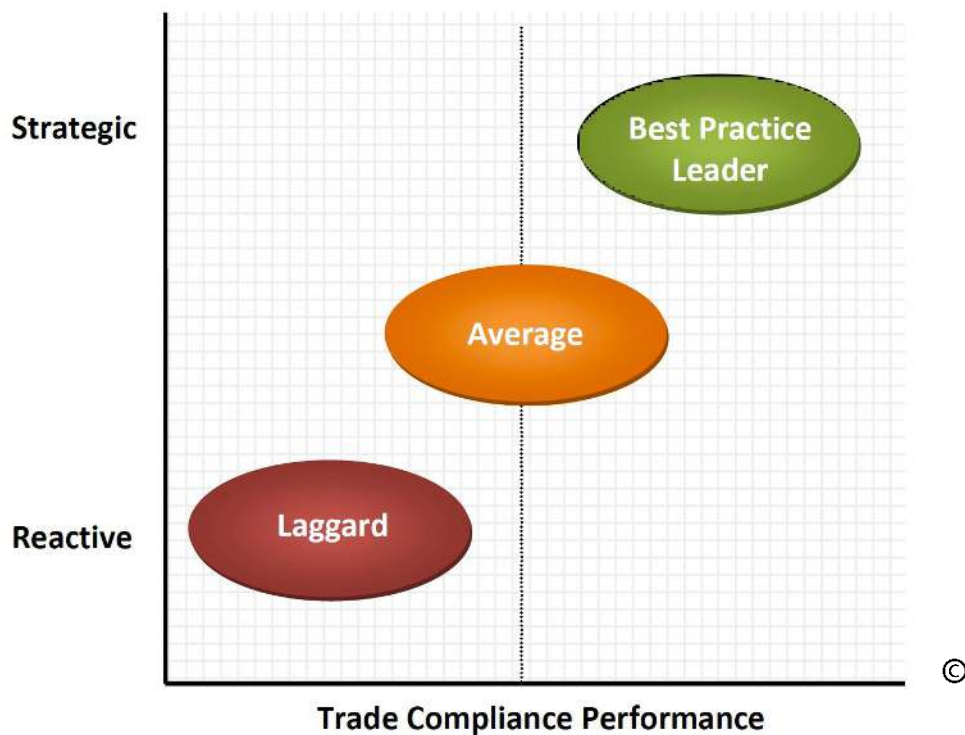 Strategic
Best Practice
Leader
Average
Laggard
Reactive
©
Trade Compliance Performance